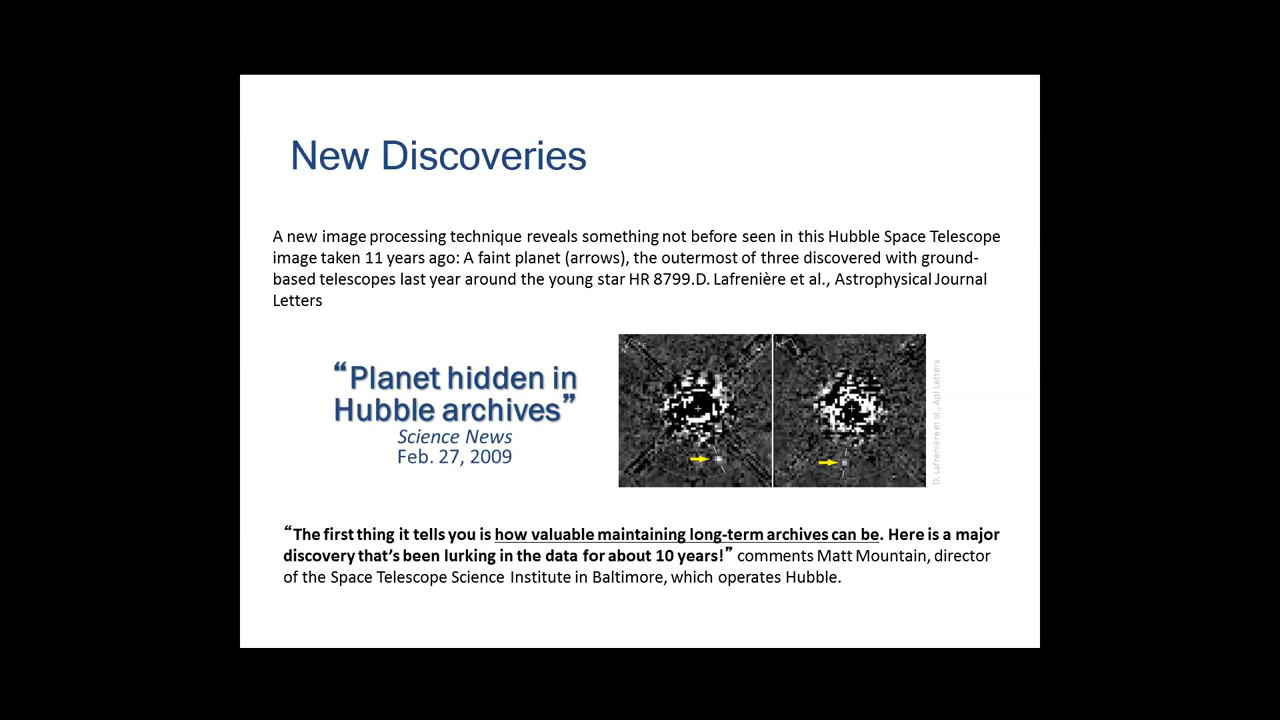 New Discoveries
A new image processing technique reveals something not before seen in this Hubble Space Telescope
image taken 11 years ago: A faint planet (arrows), the outermost of three discovered with ground-
based telescopes last year around the young star HR 8799.D. Lafrenière et al., Astrophysical Journal
Letters
“Planet hidden in
Hubble archives”
Science News
Feb. 27, 2009
N E
N E
D. Lafrenière et al., ApJ Letters
“The first thing it tells you is how valuable maintaining long-term archives can be. Here is a major
discovery that’s been lurking in the data for about 10 years!” comments Matt Mountain, director
of the Space Telescope Science Institute in Baltimore, which operates Hubble.